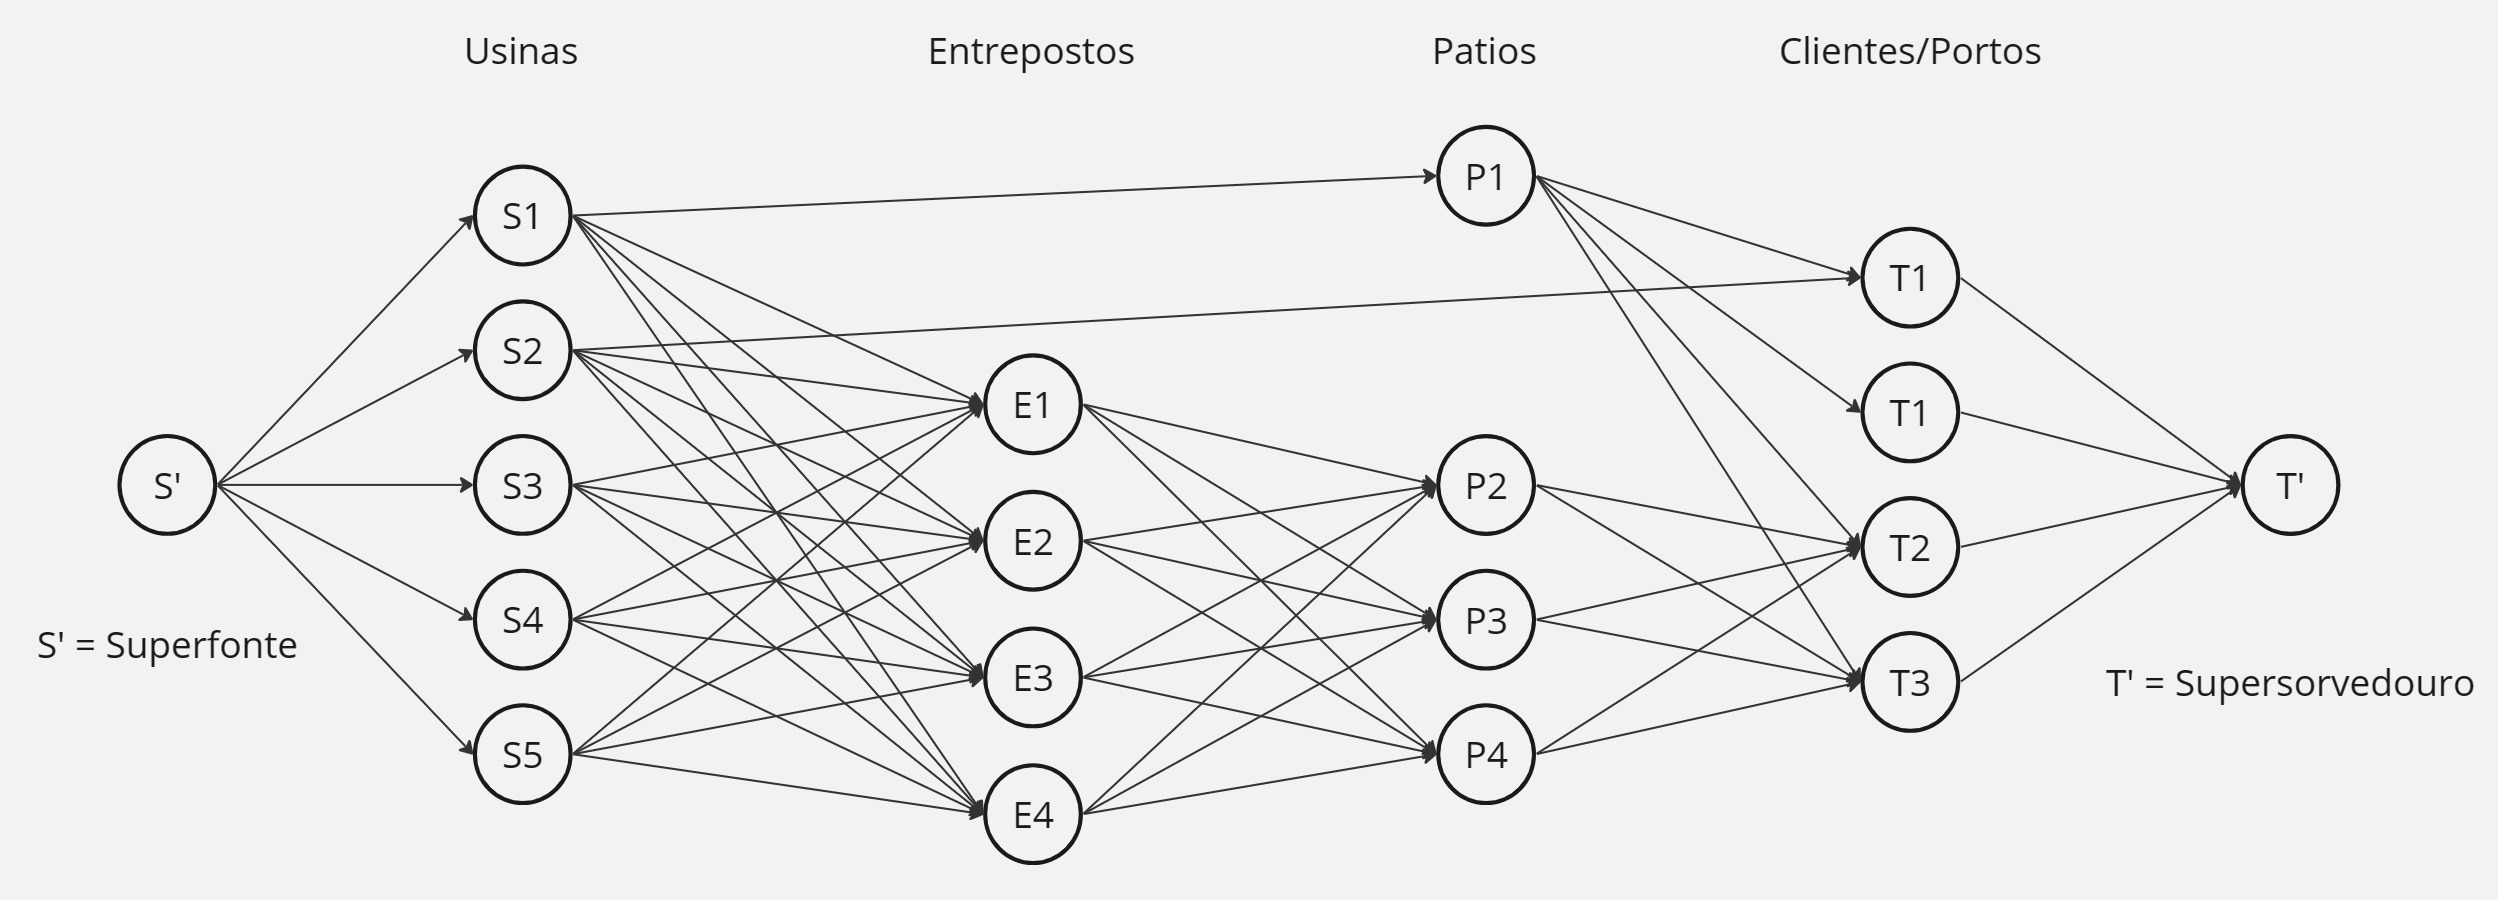 Usinas
Entrepostos
Patios
Clientes/Portos
S'
S1
S2
S3
S4
S5
E1
E2
E3
E4
P1
P2
P3
P4
T1
T1
T2
T3
T'
S' = Superfonte
T' = Supersorvedouro